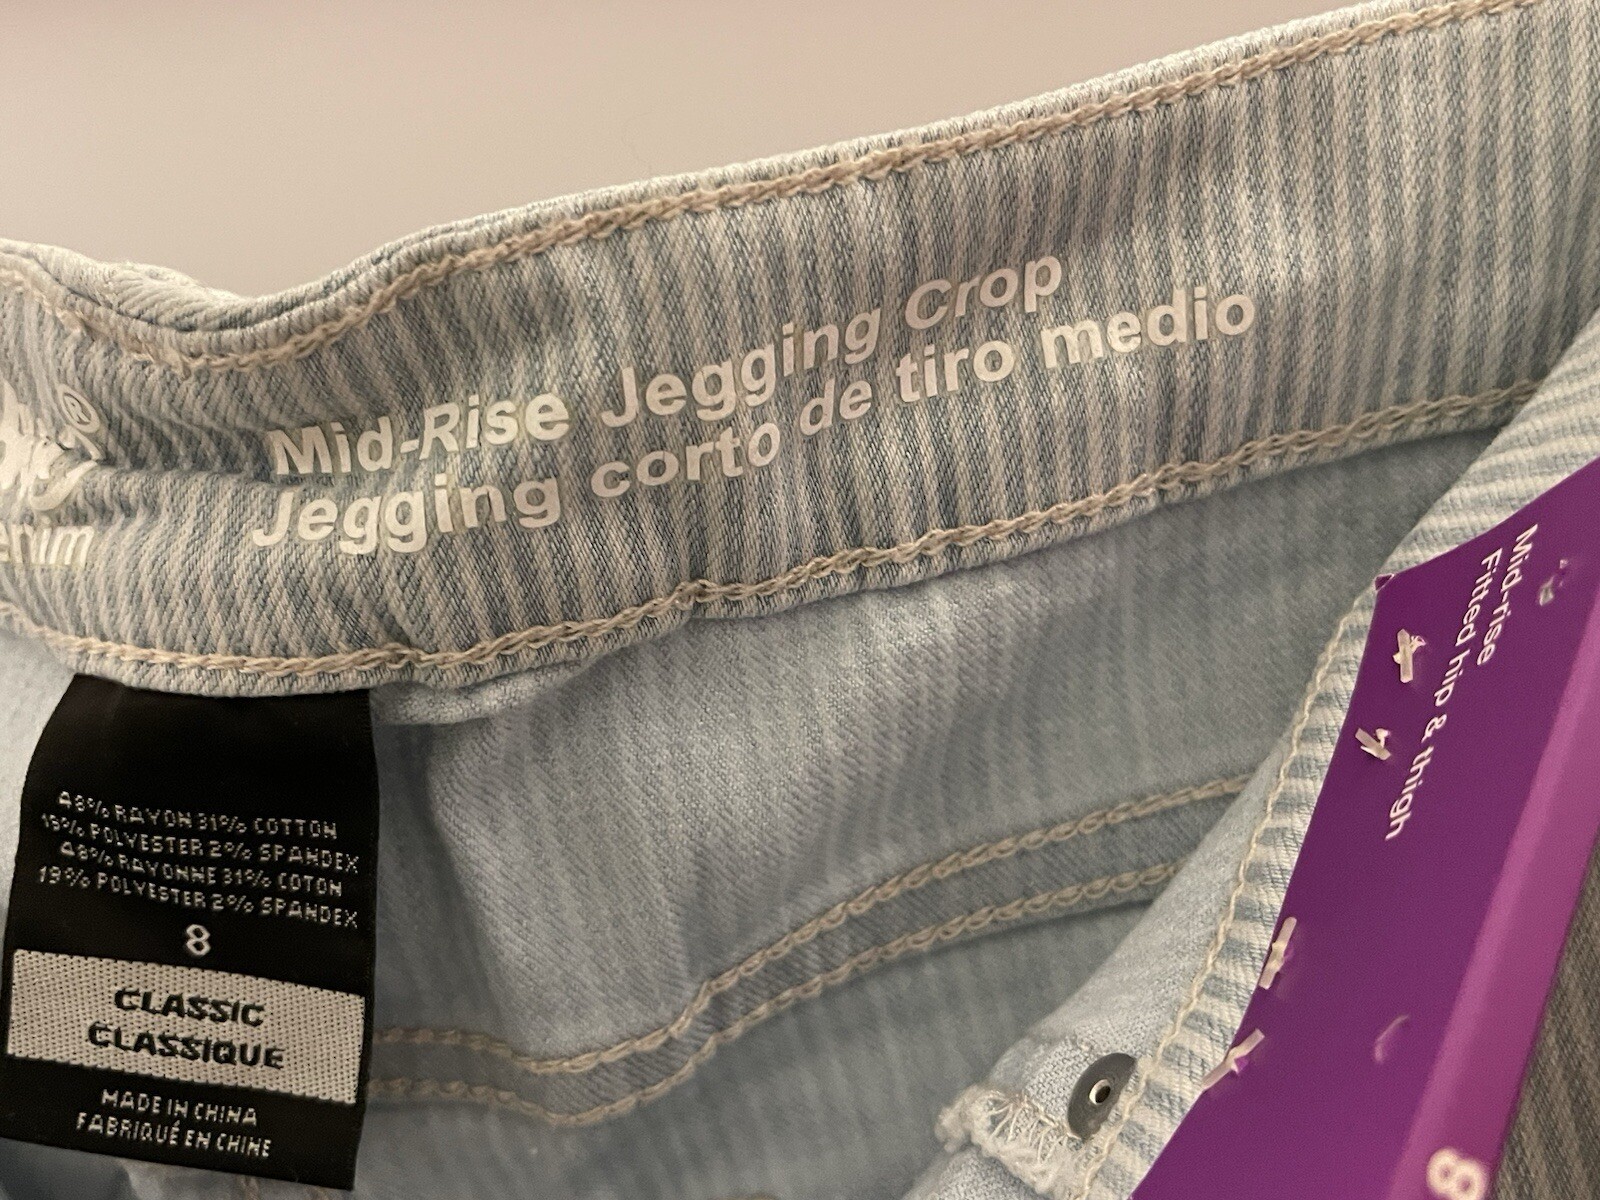 Mid-Rise Jegging Crop
Jegging corto de tiro medio
48% RAYON 31% COTTON
19% POLYESTER 2% SPANDEX
48% RAYONNE 31% COTON
19% POLYESTER 2% SPANDEX
8
CLASSIC
CLASSIQUE
MADE IN CHINA
FABRIQUÉ EN CHINE
Mid-rise
Fitted hip & thigh
8